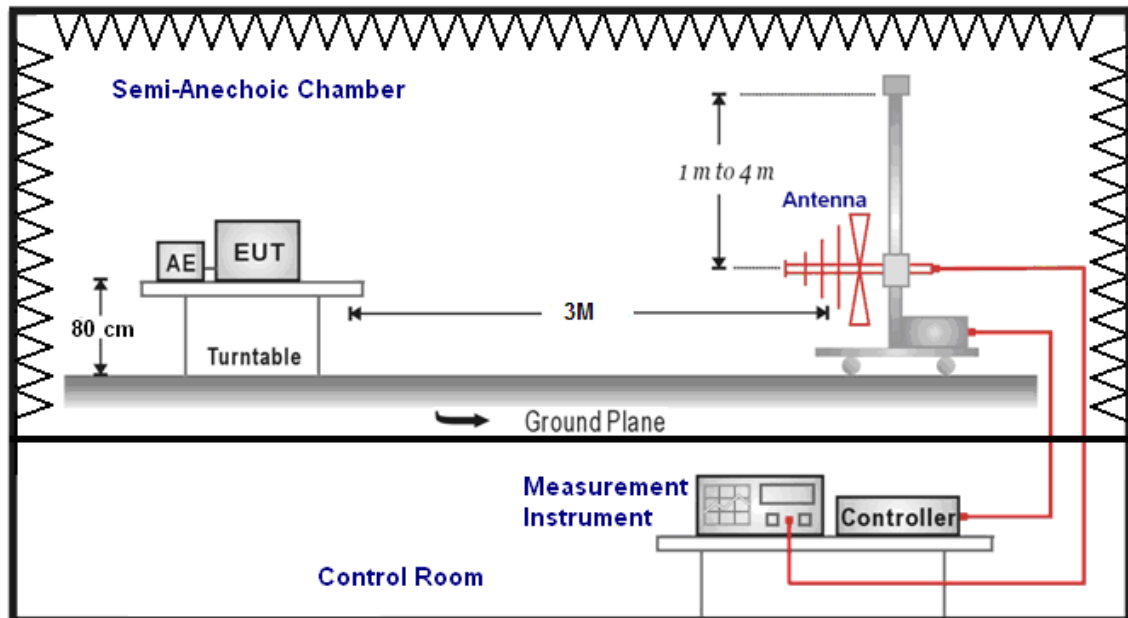 Semi-Anechoic Chamber
1 m to 4 m
Antenna
AE
EUT
80 cm
3M
Turntable
Ground Plane
Measurement
Instrument
Controller
Control Room